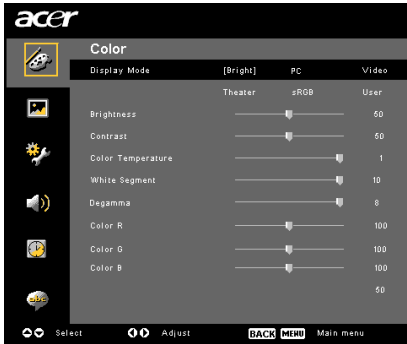 acer
Color
Display Mode [Bright] PC Video
Theater sRGB User
Brightness 50
Contrast 50
Color Temperature 1
White Segment 10
Degamma 8
Color R 100
Color G 100
Color B 100
50
abc
Select Adjust BACK MENU Main menu